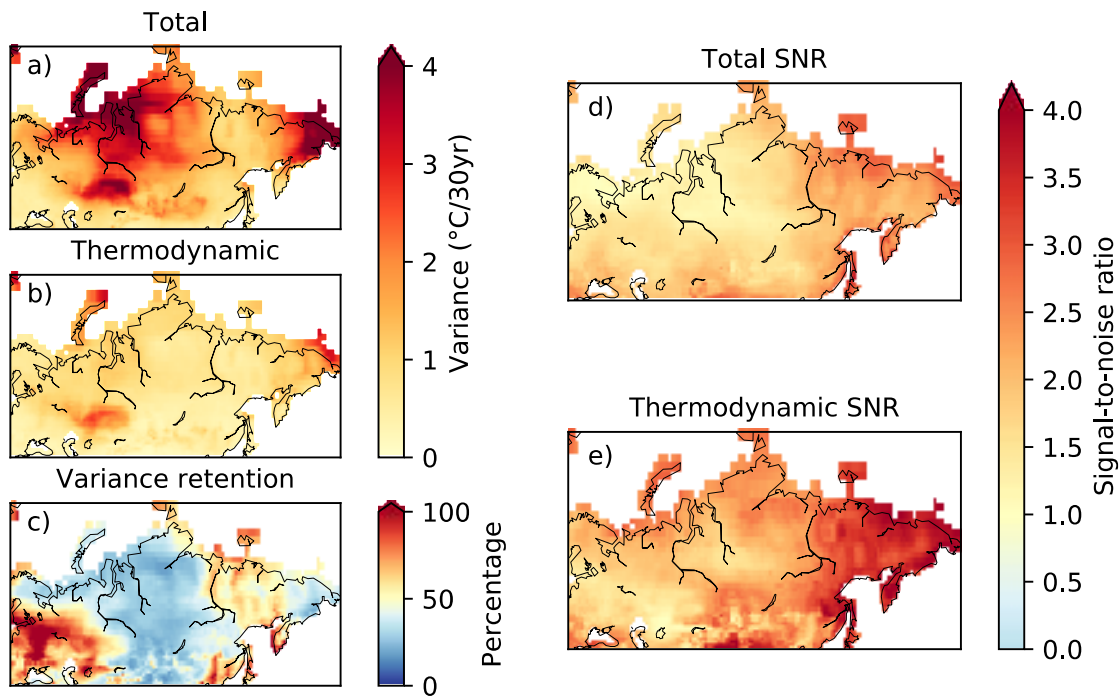 Total
a)
Thermodynamic
b)
Variance retention
c)
4
3
2
1
0
Variance (°C/30yr)
100
50
0
Percentage
Total SNR
d)
Thermodynamic SNR
e)
4.0
3.5
3.0
2.5
2.0
1.5
1.0
0.5
0.0
Signal-to-noise ratio